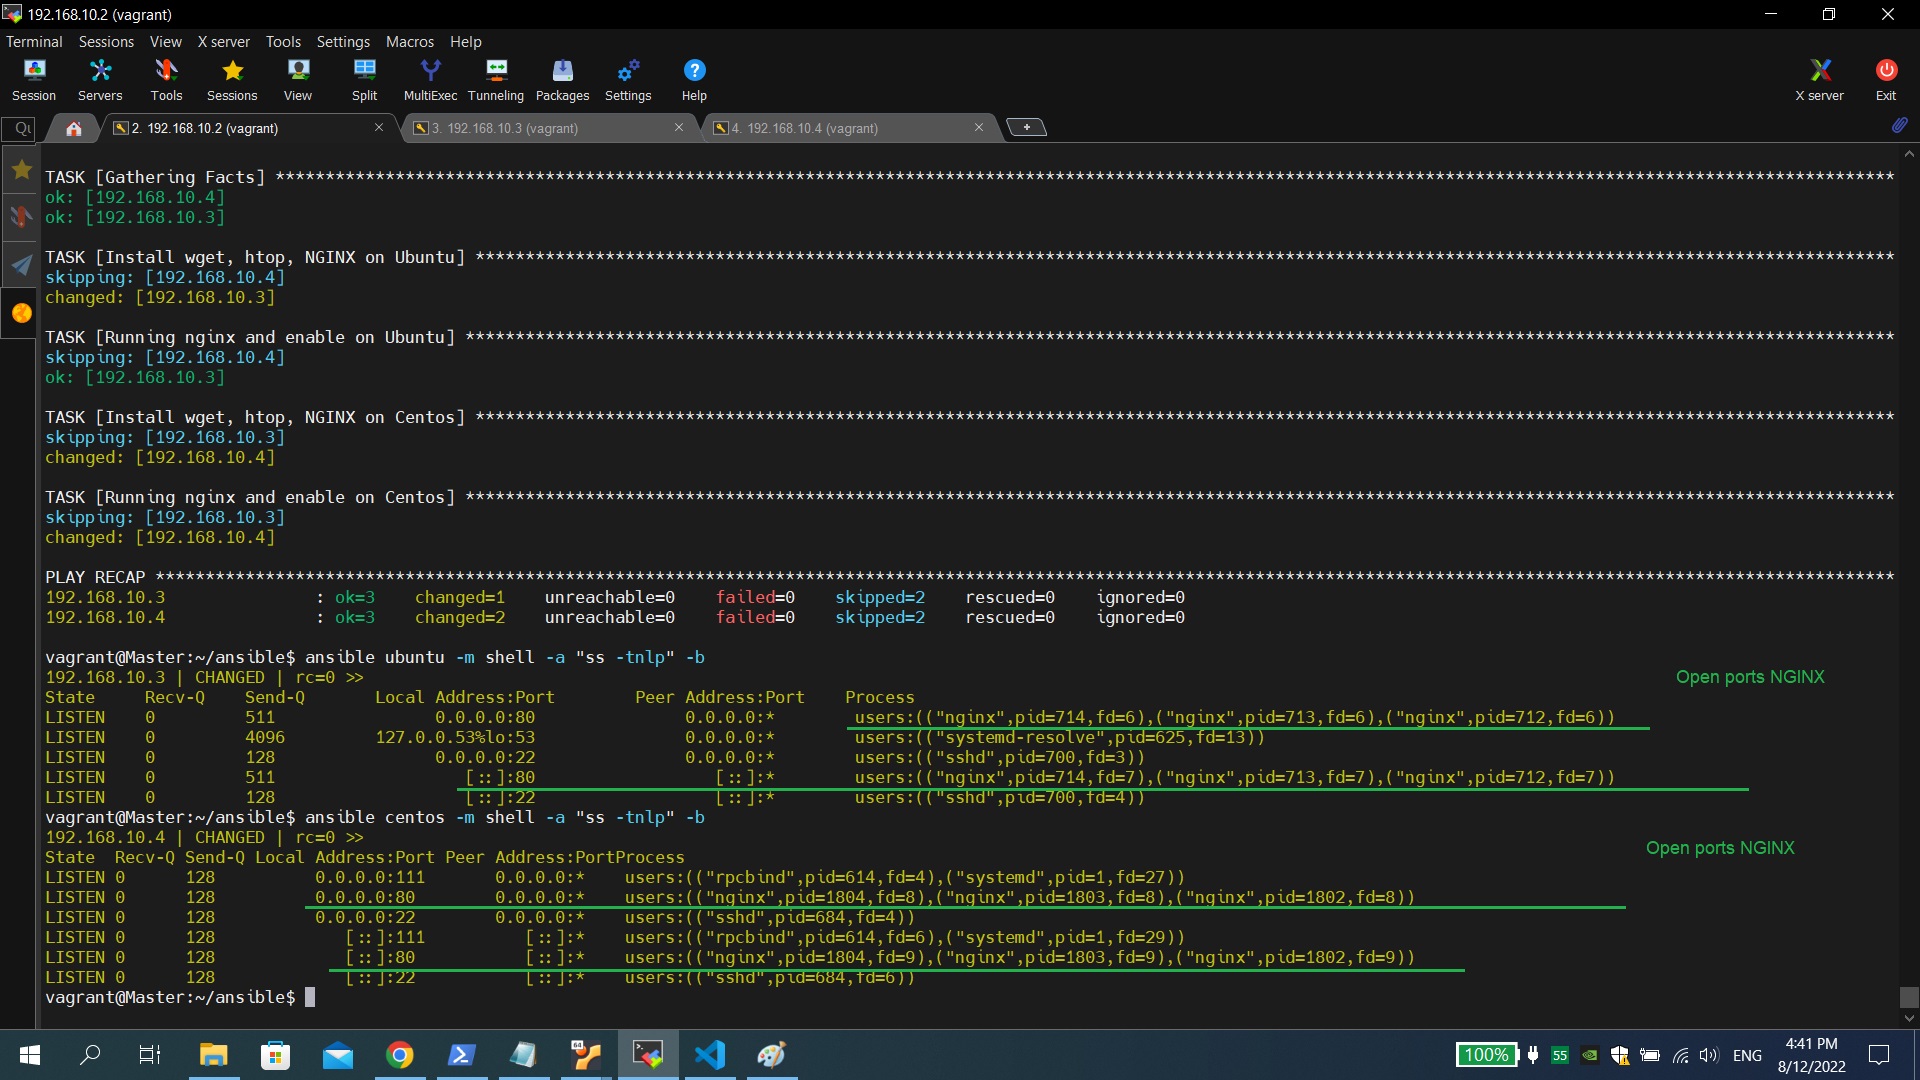 192.168.10.2 (vagrant)
Terminal Sessions View X server Tools Settings Macros Help
Session Servers Tools Sessions View Split MultiExec Tunneling Packages Settings Help X server Exit
2. 192.168.10.2 (vagrant) 3. 192.168.10.3 (vagrant) 4. 192.168.10.4 (vagrant)
TASK [Gathering Facts] ******************************************************************************************************************************************************************
ok: [192.168.10.4]
ok: [192.168.10.3]
TASK [Install wget, htop, NGINX on Ubuntu] **********************************************************************************************************************************************
skipping: [192.168.10.4]
changed: [192.168.10.3]
TASK [Running nginx and enable on Ubuntu] ***********************************************************************************************************************************************
skipping: [192.168.10.4]
ok: [192.168.10.3]
TASK [Install wget, htop, NGINX on Centos] **********************************************************************************************************************************************
skipping: [192.168.10.3]
changed: [192.168.10.4]
TASK [Running nginx and enable on Centos] ***********************************************************************************************************************************************
skipping: [192.168.10.3]
changed: [192.168.10.4]
PLAY RECAP ******************************************************************************************************************************************************************************
192.168.10.3 : ok=3 changed=1 unreachable=0 failed=0 skipped=2 rescued=0 ignored=0
192.168.10.4 : ok=3 changed=2 unreachable=0 failed=0 skipped=2 rescued=0 ignored=0
vagrant@Master:~/ansible$ ansible ubuntu -m shell -a "ss -tnlp" -b
192.168.10.3 | CHANGED | rc=0 >>
Open ports NGINX
State Recv-Q Send-Q Local Address:Port Peer Address:Port Process
LISTEN 0 511 0.0.0.0:80 0.0.0.0:* users:(("nginx",pid=714,fd=6),("nginx",pid=713,fd=6),("nginx",pid=712,fd=6))
LISTEN 0 4096 127.0.0.53%lo:53 0.0.0.0:* users:(("systemd-resolve",pid=625,fd=13))
LISTEN 0 128 0.0.0.0:22 0.0.0.0:* users:(("sshd",pid=700,fd=3))
LISTEN 0 511 [::]:80 [::]:* users:(("nginx",pid=714,fd=7),("nginx",pid=713,fd=7),("nginx",pid=712,fd=7))
LISTEN 0 128 [::]:22 [::]:* users:(("sshd",pid=700,fd=4))
vagrant@Master:~/ansible$ ansible centos -m shell -a "ss -tnlp" -b
192.168.10.4 | CHANGED | rc=0 >>
Open ports NGINX
State Recv-Q Send-Q Local Address:Port Peer Address:PortProcess
LISTEN 0 128 0.0.0.0:111 0.0.0.0:* users:(("rpcbind",pid=614,fd=4),("systemd",pid=1,fd=27))
LISTEN 0 128 0.0.0.0:80 0.0.0.0:* users:(("nginx",pid=1804,fd=8),("nginx",pid=1803,fd=8),("nginx",pid=1802,fd=8))
LISTEN 0 128 0.0.0.0:22 0.0.0.0:* users:(("sshd",pid=684,fd=4))
LISTEN 0 128 [::]:111 [::]:* users:(("rpcbind",pid=614,fd=6),("systemd",pid=1,fd=29))
LISTEN 0 128 [::]:80 [::]:* users:(("nginx",pid=1804,fd=9),("nginx",pid=1803,fd=9),("nginx",pid=1802,fd=9))
LISTEN 0 128 [::]:22 [::]:* users:(("sshd",pid=684,fd=6))
vagrant@Master:~/ansible$
100% 55 ENG 4:41 PM
8/12/2022